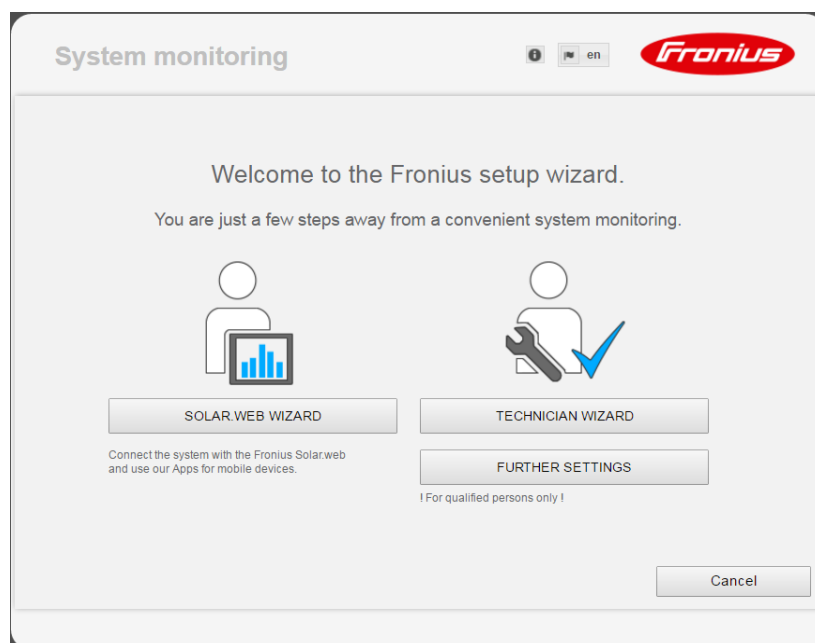 System monitoring
en
Fronius
Welcome to the Fronius setup wizard.
You are just a few steps away from a convenient system monitoring.
SOLAR.WEB WIZARD
Connect the system with the Fronius Solar.web
and use our Apps for mobile devices.
TECHNICIAN WIZARD
FURTHER SETTINGS
! For qualified persons only !
Cancel